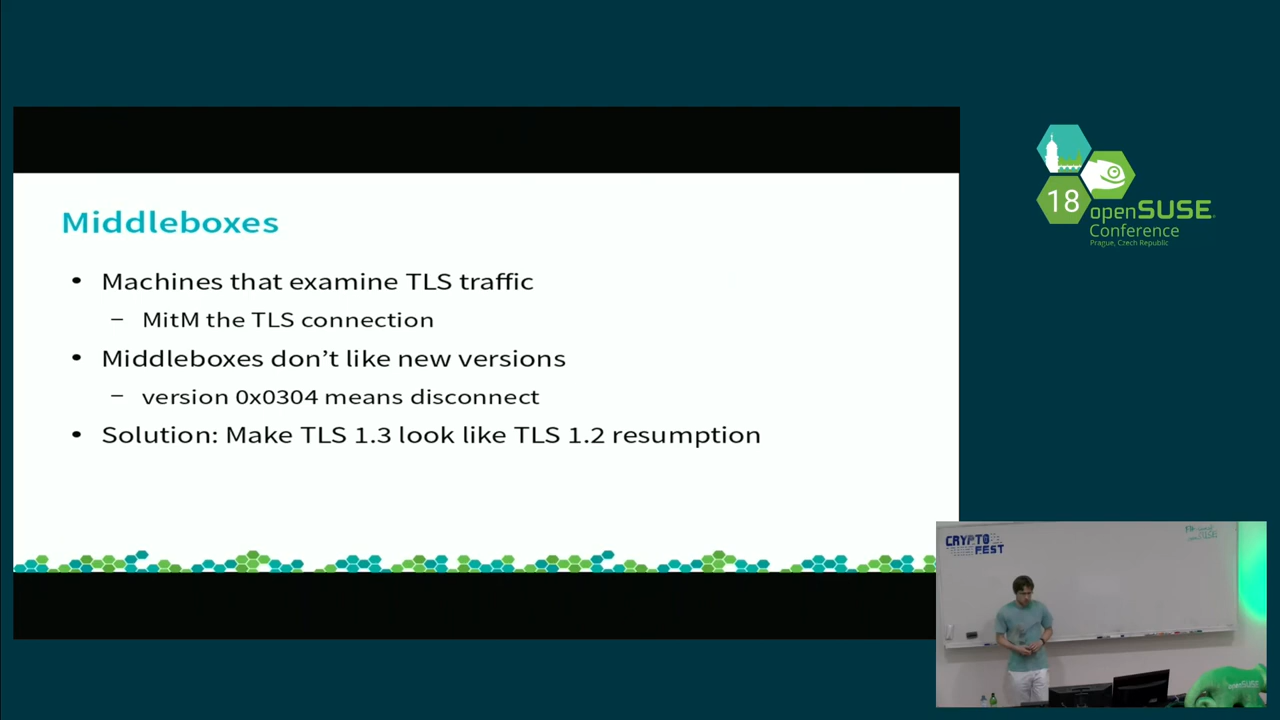 Middleboxes
• Machines that examine TLS traffic
– MitM the TLS connection
• Middleboxes don’t like new versions
– version 0x0304 means disconnect
• Solution: Make TLS 1.3 look like TLS 1.2 resumption
18
openSUSE
Conference
Prague, Czech Republic
CRYPTO
FEST
openSUSE